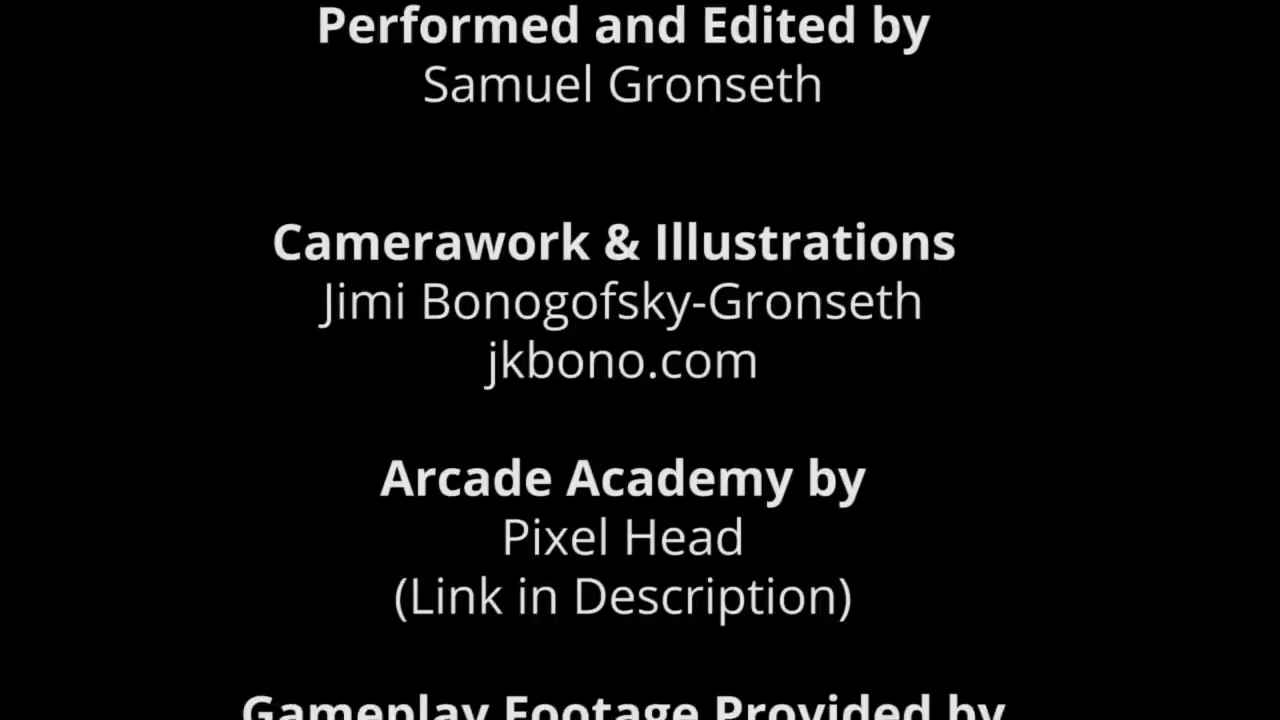 Performed and Edited by
Samuel Gronseth
Camerawork & Illustrations
Jimi Bonogofsky-Gronseth
jkbono.com
Arcade Academy by
Pixel Head
(Link in Description)
Gameplay Footage Provided by